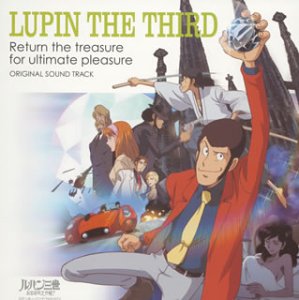 LUPIN THE THIRD
Return the treasure
for ultimate pleasure
ORIGINAL SOUND TRACK
ルパン三世